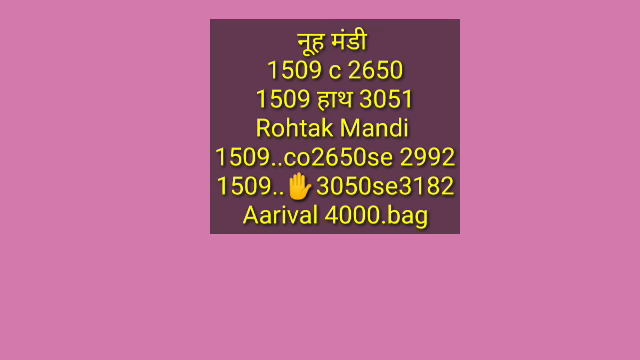 नूह मंडी
1509 c 2650
1509 हाथ 3051
Rohtak Mandi
1509..co2650se 2992
1509..✋3050se3182
Aarival 4000.bag